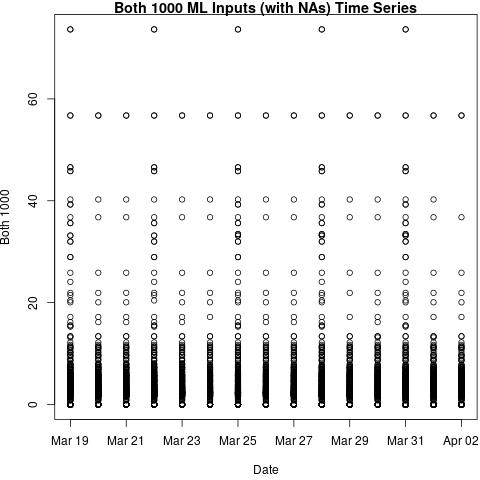 Both 1000 ML Inputs (with NAs) Time Series
60
40
20
0
Both 1000
Mar 19
Mar 21
Mar 23
Mar 25
Mar 27
Mar 29
Mar 31
Apr 02
Date